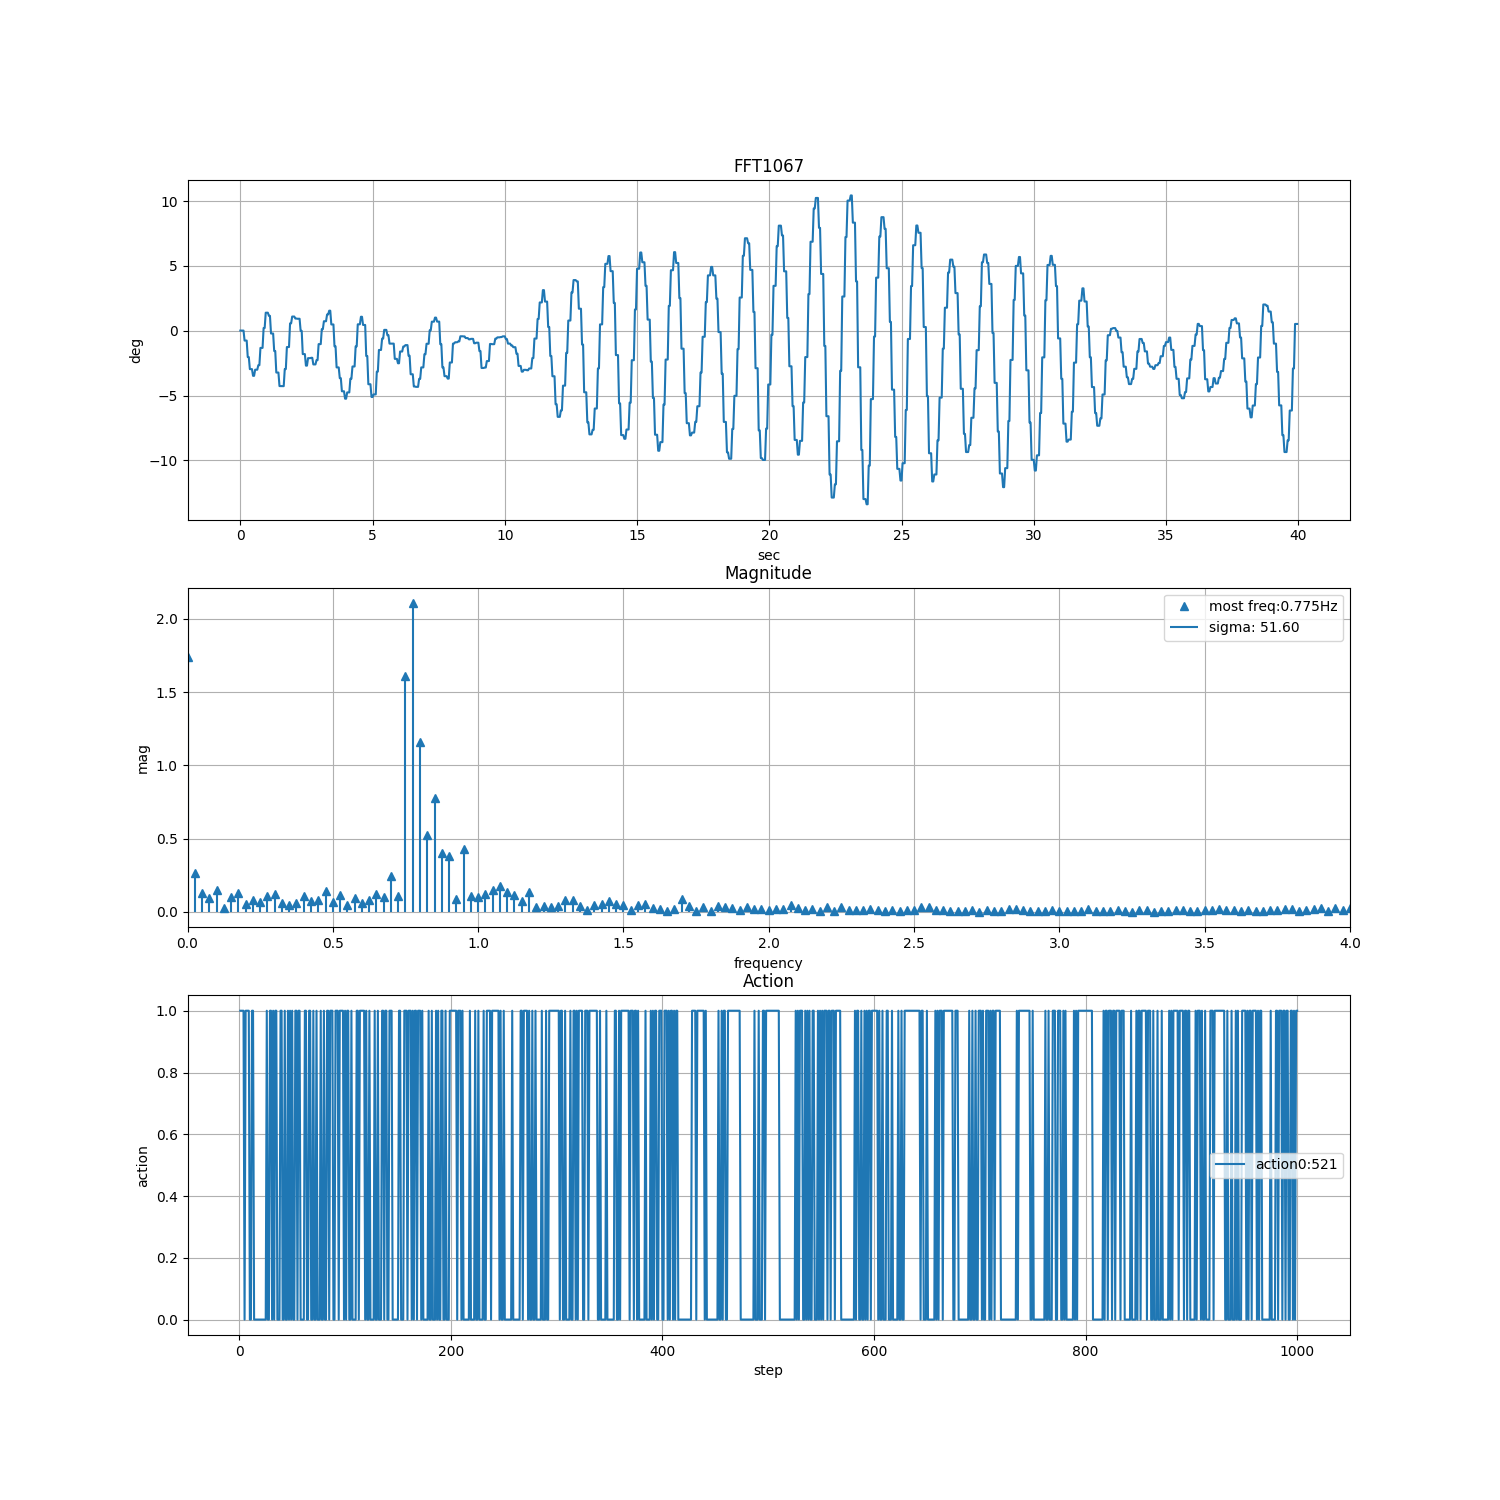 FFT1067
10
5
0
−5
−10
deg
0 5 10 15 20 25 30 35 40
sec
Magnitude
most freq:0.775Hz
sigma: 51.60
2.0
1.5
1.0
0.5
0.0
mag
0.0 0.5 1.0 1.5 2.0 2.5 3.0 3.5 4.0
frequency
Action
1.0
0.8
0.6
0.4
0.2
0.0
action
action0:521
0 200 400 600 800 1000
step